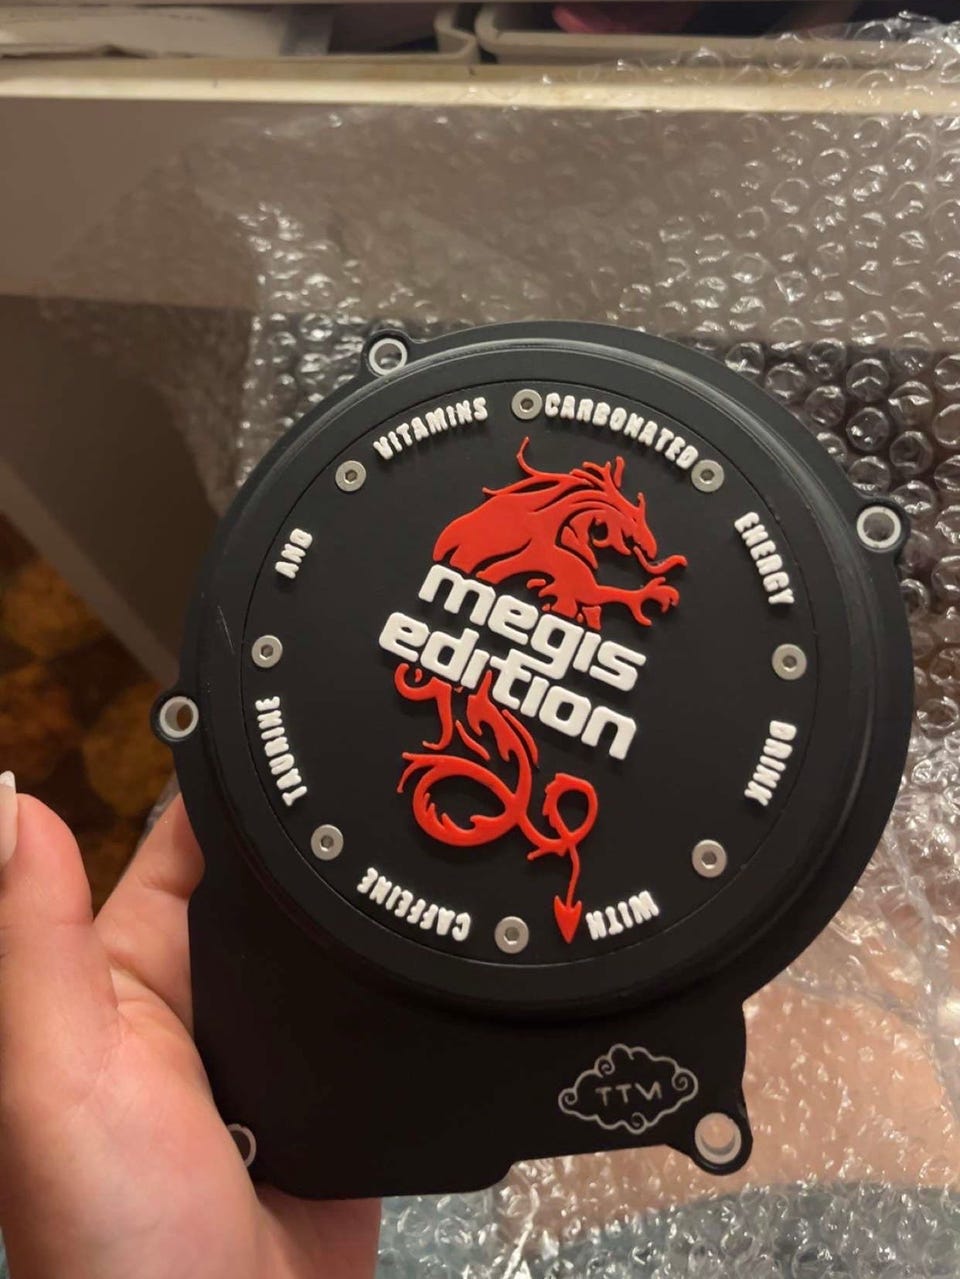 megis
edition
CARBONATED
ENERGY
DRINK
WITH
CAFFEINE
TAURINE
AND
VITAMINS
TTM